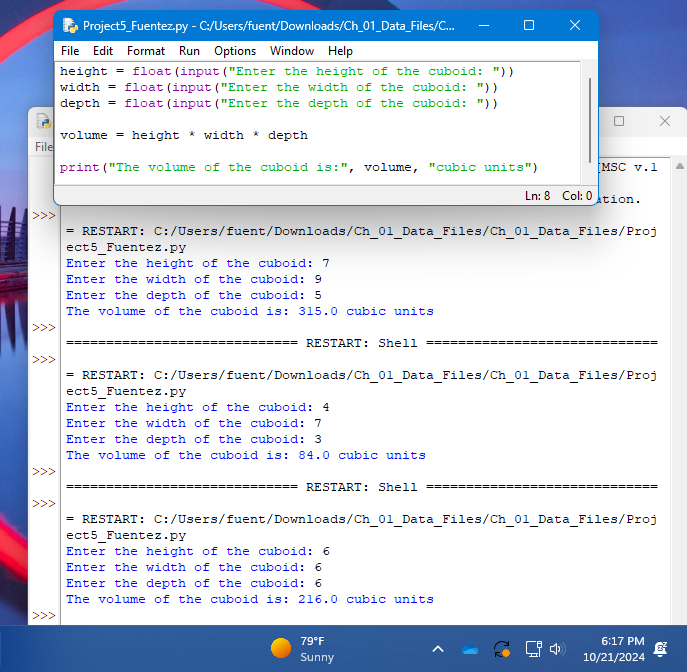 Project5_Fuentez.py - C:/Users/fuent/Downloads/Ch_01_Data_Files/C...
File Edit Format Run Options Window Help
height = float(input("Enter the height of the cuboid: "))
width = float(input("Enter the width of the cuboid: "))
depth = float(input("Enter the depth of the cuboid: "))
volume = height * width * depth
print("The volume of the cuboid is:", volume, "cubic units")
Ln: 8 Col: 0
File
[MSC v.1
>>>
= RESTART: C:/Users/fuent/Downloads/Ch_01_Data_Files/Ch_01_Data_Files/Proj
ect5_Fuentez.py
Enter the height of the cuboid: 7
Enter the width of the cuboid: 9
Enter the depth of the cuboid: 5
The volume of the cuboid is: 315.0 cubic units
>>>
============================= RESTART: Shell =============================
>>>
= RESTART: C:/Users/fuent/Downloads/Ch_01_Data_Files/Ch_01_Data_Files/Proj
ect5_Fuentez.py
Enter the height of the cuboid: 4
Enter the width of the cuboid: 7
Enter the depth of the cuboid: 3
The volume of the cuboid is: 84.0 cubic units
>>>
============================= RESTART: Shell =============================
>>>
= RESTART: C:/Users/fuent/Downloads/Ch_01_Data_Files/Ch_01_Data_Files/Proj
ect5_Fuentez.py
Enter the height of the cuboid: 6
Enter the width of the cuboid: 6
Enter the depth of the cuboid: 6
The volume of the cuboid is: 216.0 cubic units
>>>
79°F
Sunny
6:17 PM
10/21/2024